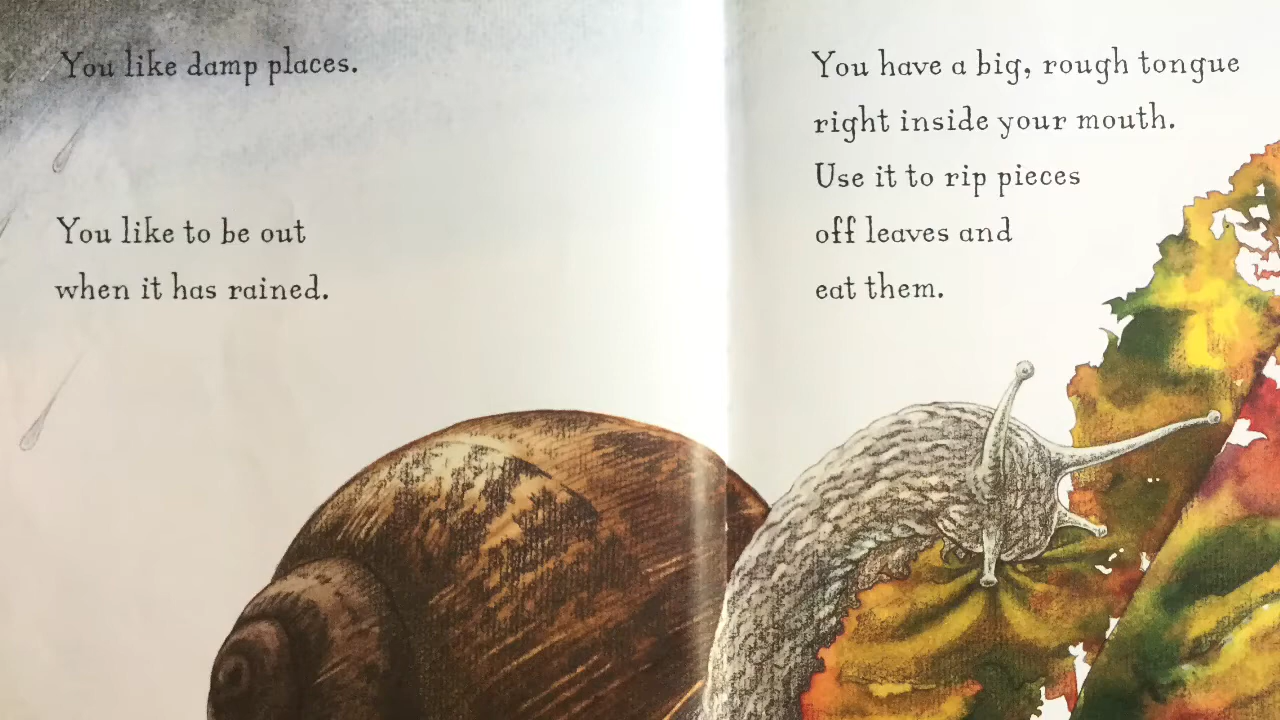 You like damp places.
You like to be out
when it has rained.
You have a big, rough tongue
right inside your mouth.
Use it to rip pieces
off leaves and
eat them.